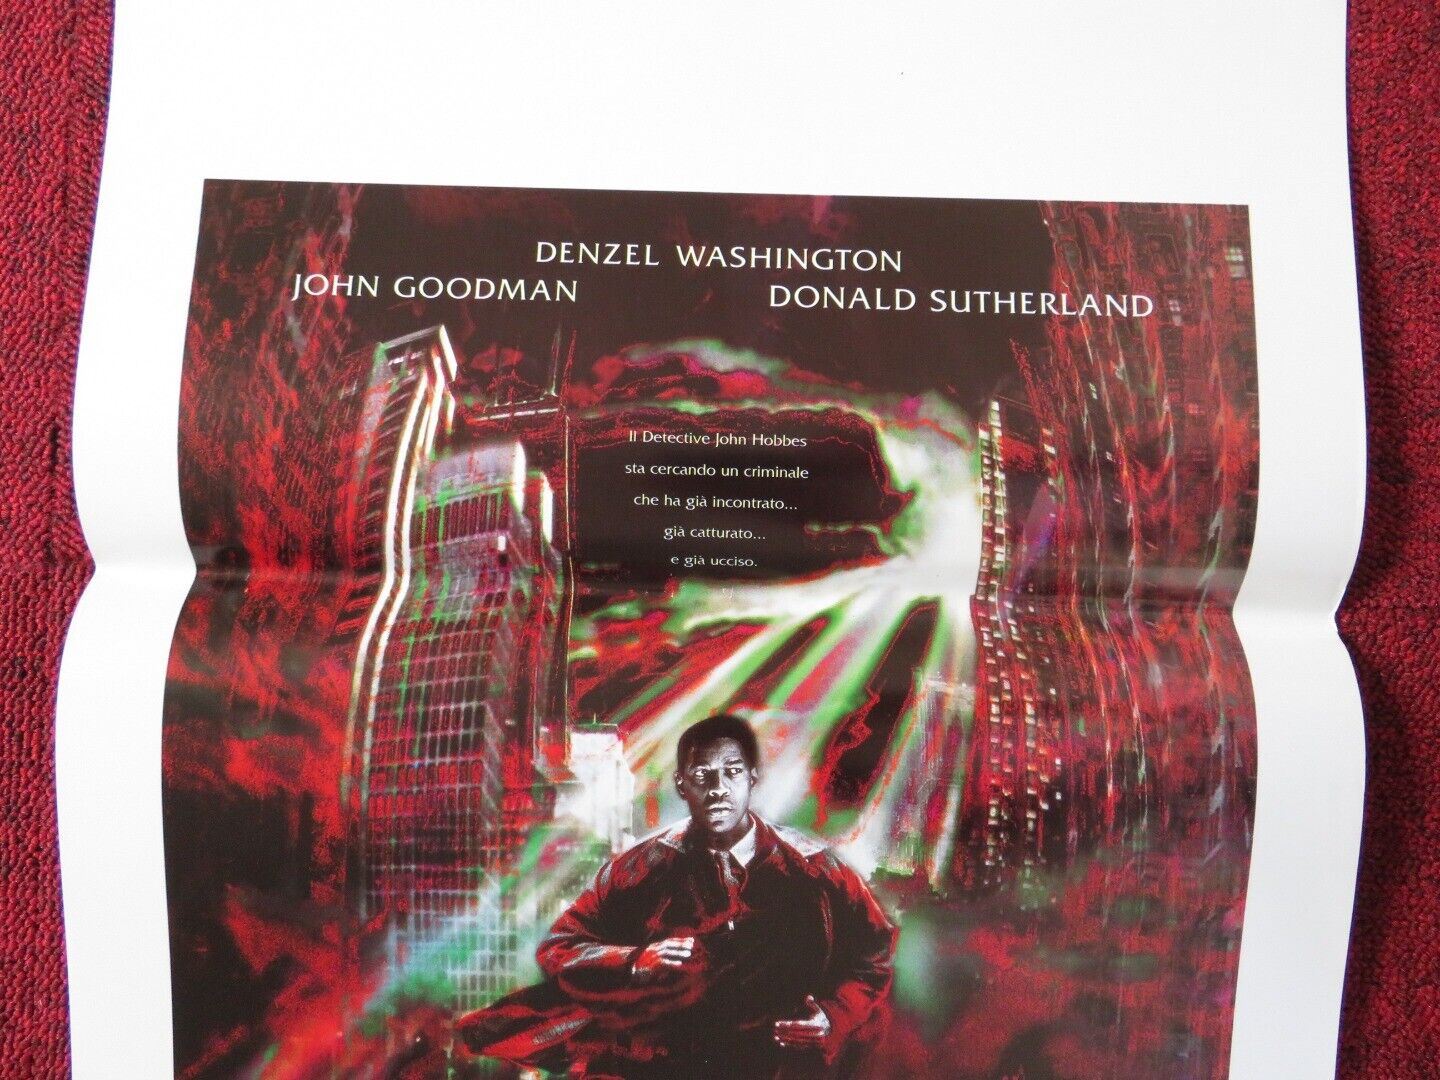 DENZEL WASHINGTON
JOHN GOODMAN DONALD SUTHERLAND
Il Detective John Hobbes
sta cercando un criminale
che ha già incontrato...
già catturato...
e già ucciso.